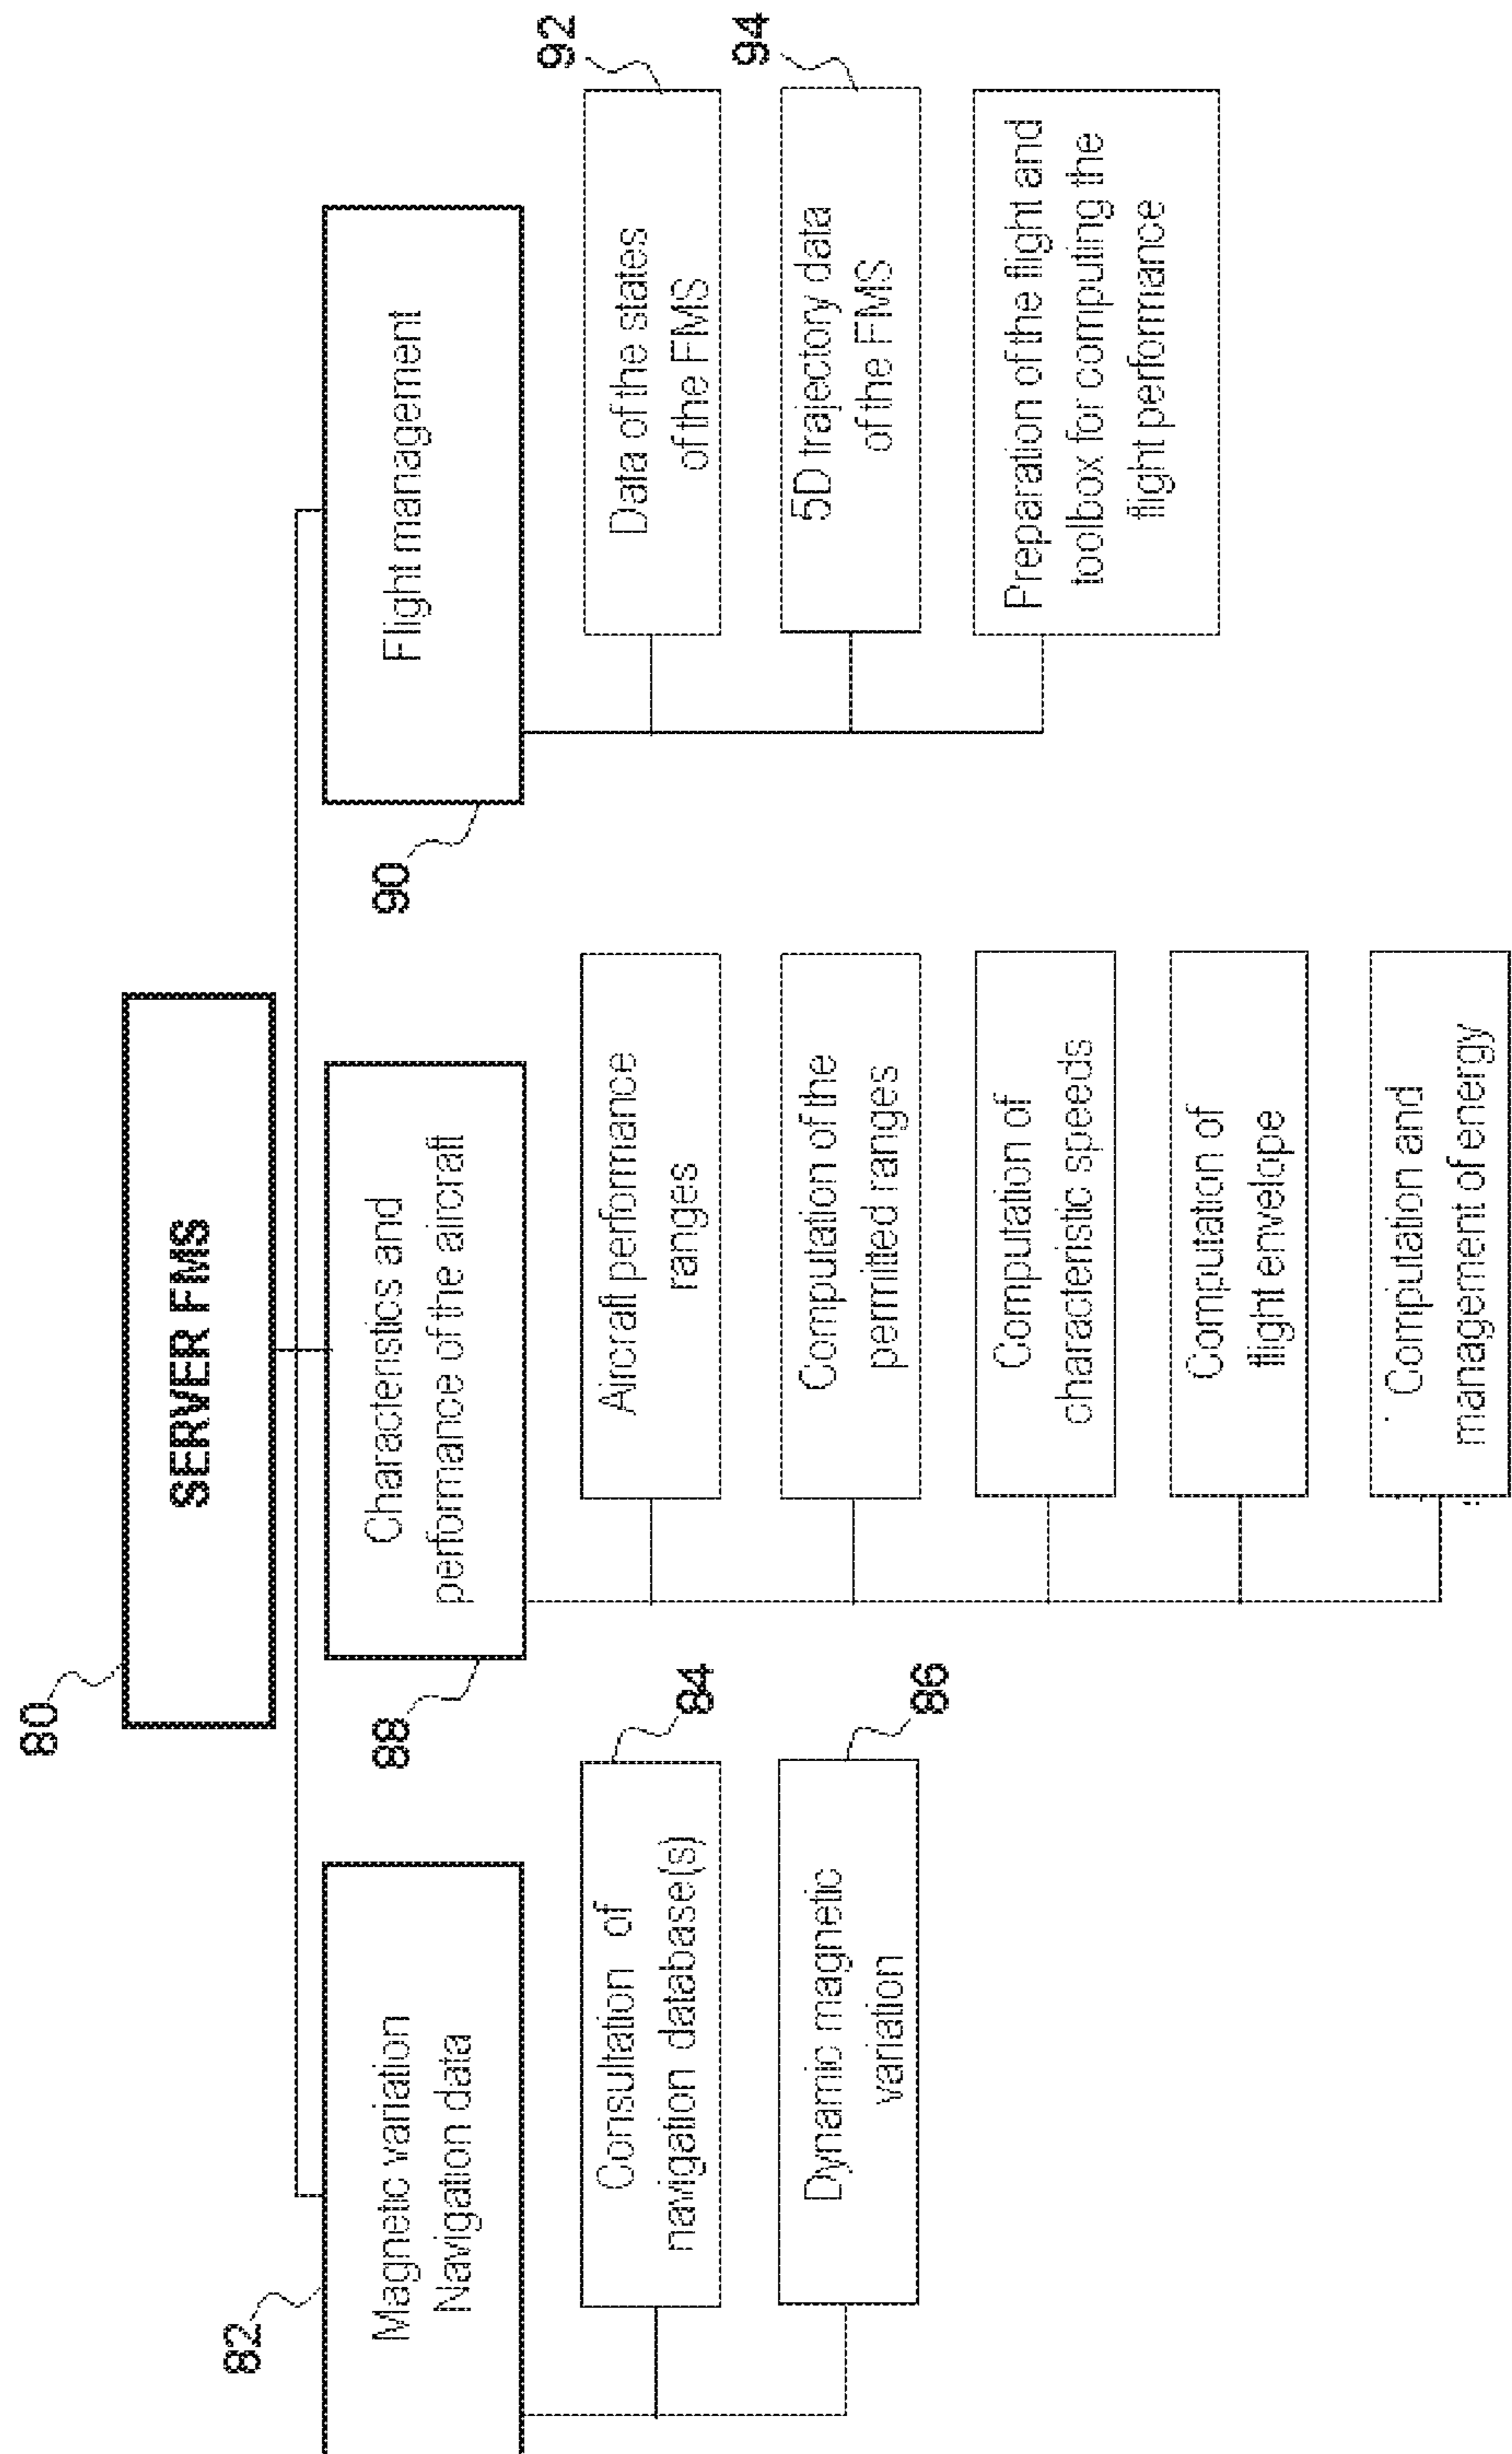 80
SERVER FMS
82
Magnetic variation
Navigation data
84
Consultation of
navigation database(s)
86
Dynamic magnetic
variation
88
Characteristics and
performance of the aircraft
Aircraft performance
ranges
Computation of the
permitted ranges
Computation of
characteristic speeds
Computation of
flight envelope
Computation and
management of energy
90
Flight management
92
Data of the states
of the FMS
94
5D trajectory data
of the FMS
Preparation of the flight and
toolbox for computing the
flight performance